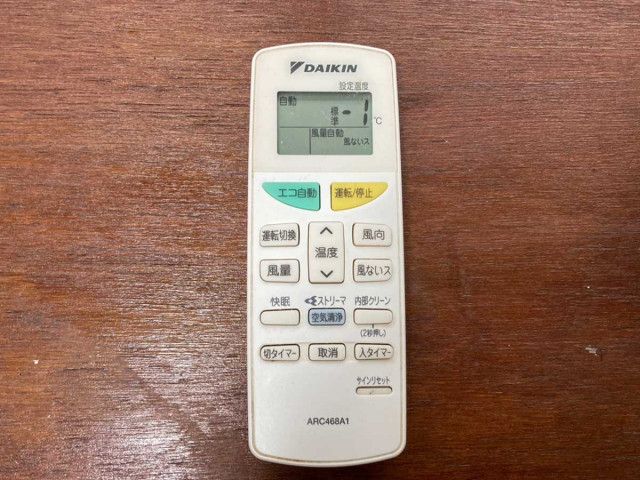 DAIKIN
設定温度
自動
標準 -1 ℃
風量自動
風ないス
エコ自動
運転/停止
運転切換
温度
風向
風量
風ないス
快眠
ストリーマ
空気清浄
内部クリーン
(2秒押し)
切タイマー
取消
入タイマー
サインリセット
ARC468A1